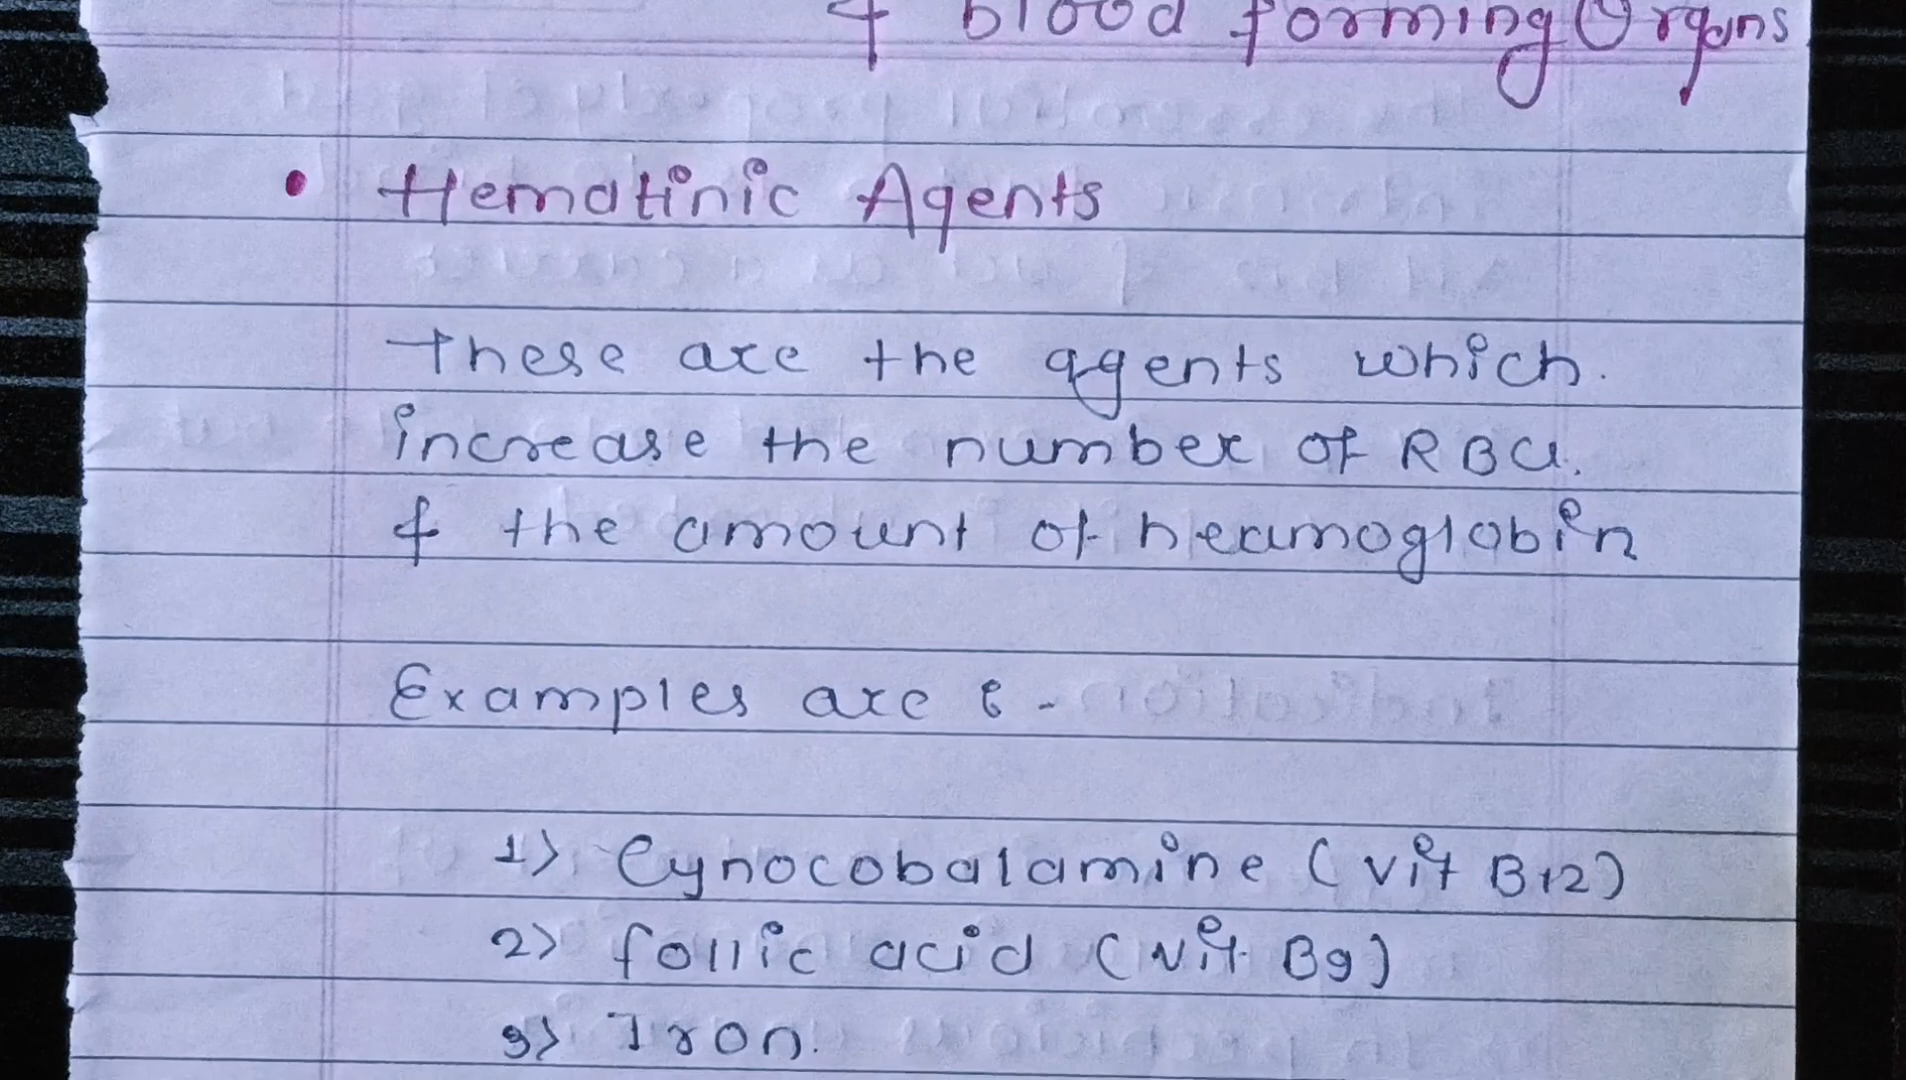 & blood forming Organs
• Hematinic Agents
These are the agents which.
increase the number of RBCs.
& the amount of heamoglobin
Examples are :-
1) Cynocobalamine (Vit B12)
2) follic acid (Vit B9)
3) Iron.